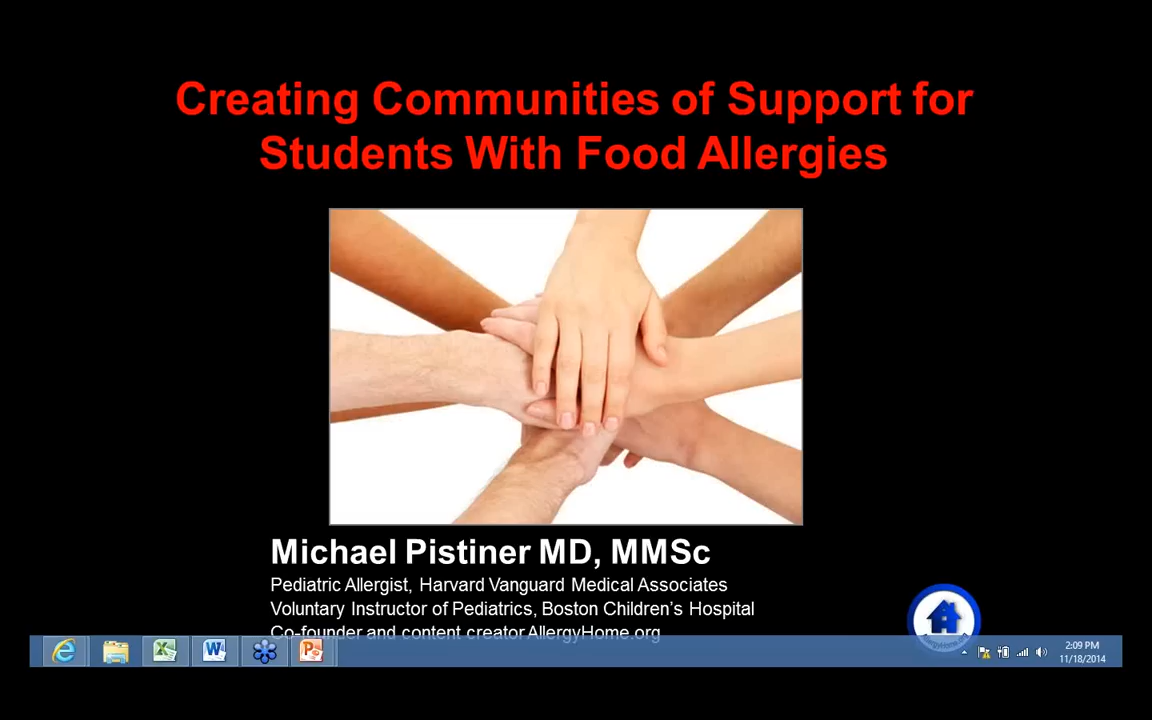 Creating Communities of Support for
Students With Food Allergies
Michael Pistiner MD, MMSc
Pediatric Allergist, Harvard Vanguard Medical Associates
Voluntary Instructor of Pediatrics, Boston Children's Hospital
Co-founder and content creator AllergyHome.org
2:09 PM
11/18/2014